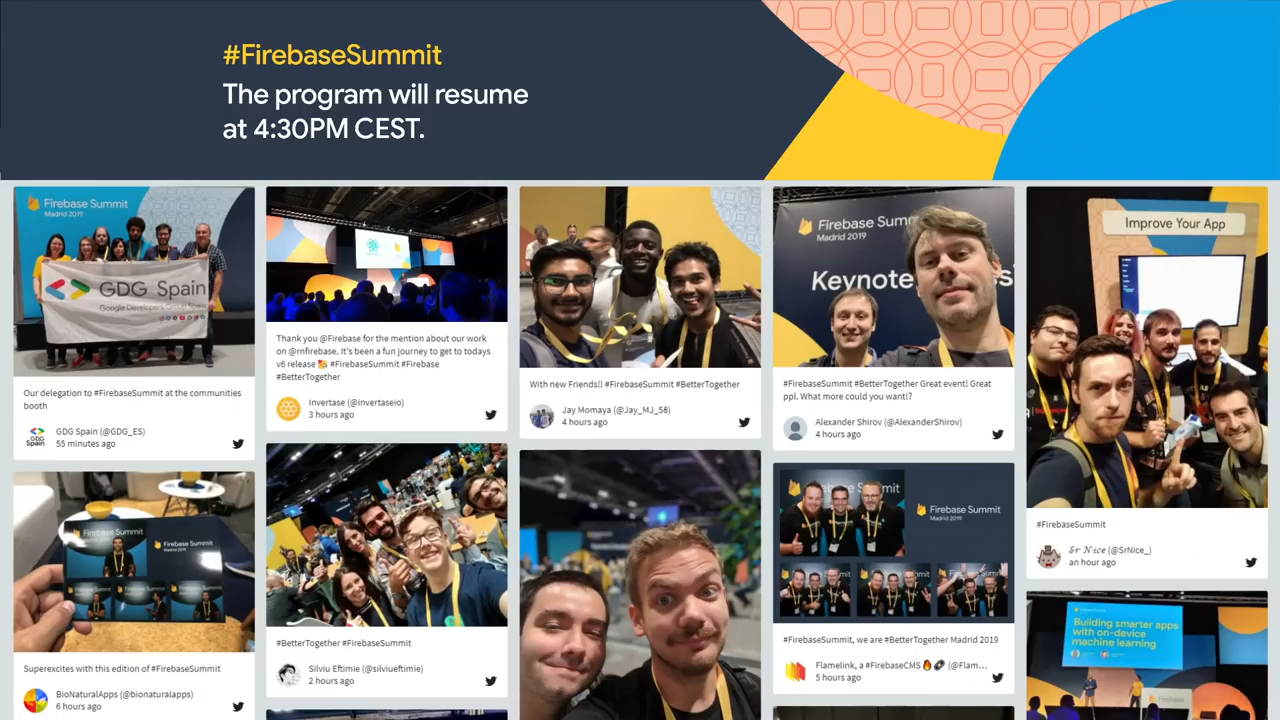 #FirebaseSummit
The program will resume
at 4:30PM CEST.
Firebase Summit
Madrid 2019
GDG Spain
Our delegation to #FirebaseSummit at the communities
booth
GDG Spain (@GDG_ES)
55 minutes ago
Firebase Summit
Firebase Summit
Superexcites with this edition of #FirebaseSummit
BioNaturalApps (@bionaturalapps)
6 hours ago
Thank you @Firebase for the mention about our work
on @rnfirebase. It's been a fun journey to get to todays
v6 release 🥳 #FirebaseSummit #Firebase
#BetterTogether
Invertase (@invertaseio)
3 hours ago
#BetterTogether #FirebaseSummit
Silviu Eftimie (@silviueftimie)
2 hours ago
With new Friends!! #FirebaseSummit #BetterTogether
Jay Momaya (@Jay_MJ_58)
4 hours ago
Firebase Summ
Madrid 2019
Keynote
#FirebaseSummit #BetterTogether Great event! Great
ppl. What more could you want!?
Alexander Shirov (@AlexanderShirov)
4 hours ago
Firebase Summit
Madrid 2019
#FirebaseSummit, we are #BetterTogether Madrid 2019
Flamelink, a #FirebaseCMS 🔥🚀 (@Flam...
5 hours ago
Improve Your App
#FirebaseSummit
𝓢𝓻 𝓝𝓲𝓬𝓮 (@SrNice_)
an hour ago
Firebase Summit
Building smarter apps
with on-device
machine learning
Firebase